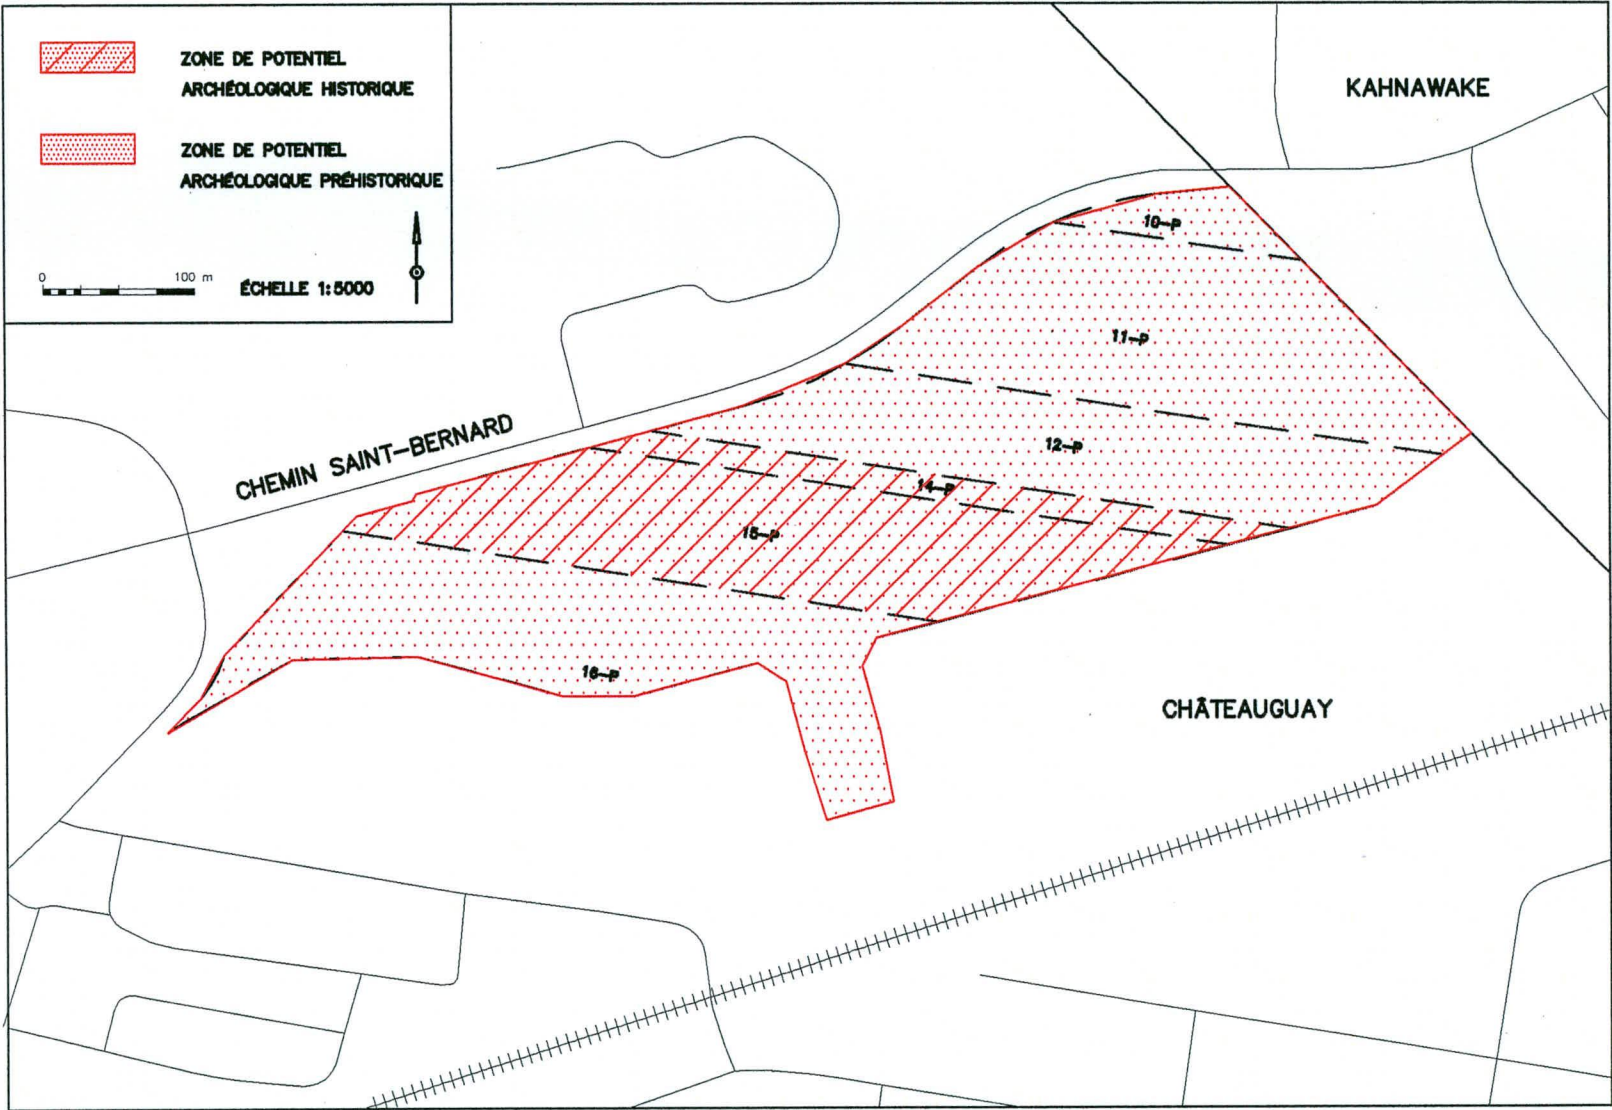 ZONE DE POTENTIEL
ARCHÉOLOGIQUE HISTORIQUE
ZONE DE POTENTIEL
ARCHÉOLOGIQUE PRÉHISTORIQUE
0 100 m
ÉCHELLE 1:5000
KAHNAWAKE
10-P
11-P
12-P
CHEMIN SAINT-BERNARD
14-P
15-P
16-P
CHÂTEAUGUAY